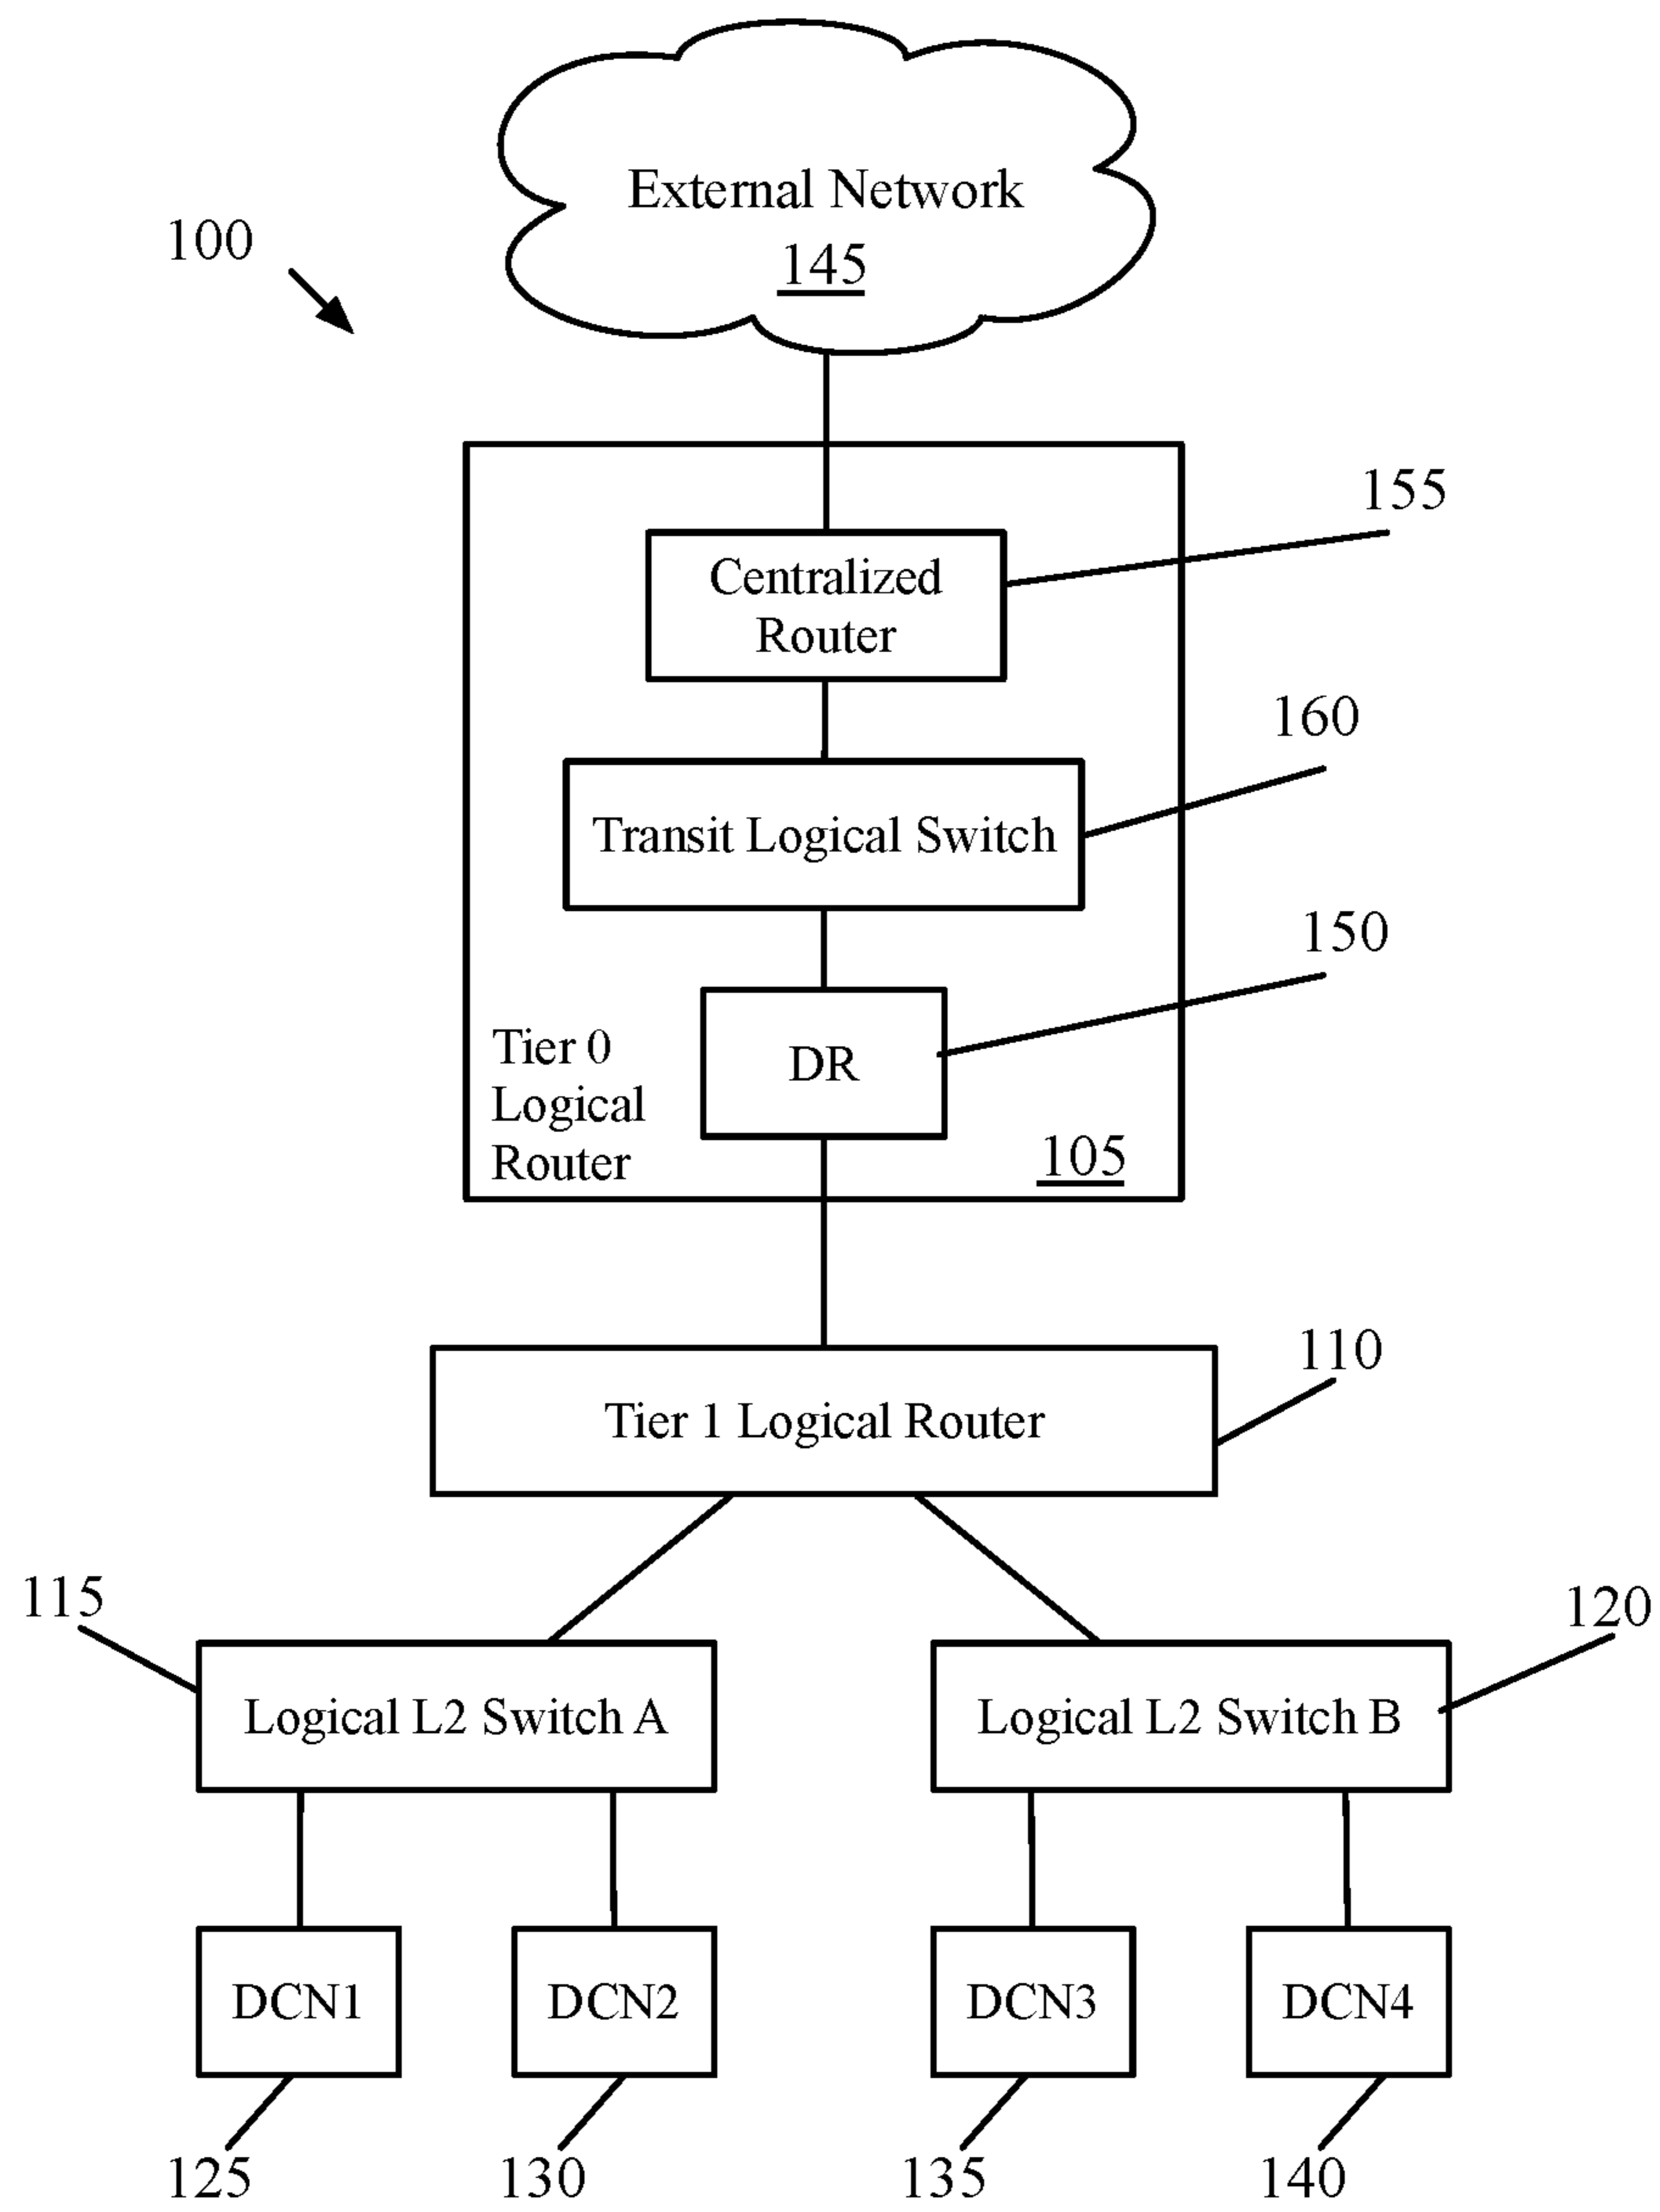 External Network
145
100
155
Centralized
Router
160
Transit Logical Switch
150
DR
Tier 0
Logical
Router
105
110
Tier 1 Logical Router
115
120
Logical L2 Switch A
Logical L2 Switch B
DCN1
DCN2
DCN3
DCN4
125
130
135
140